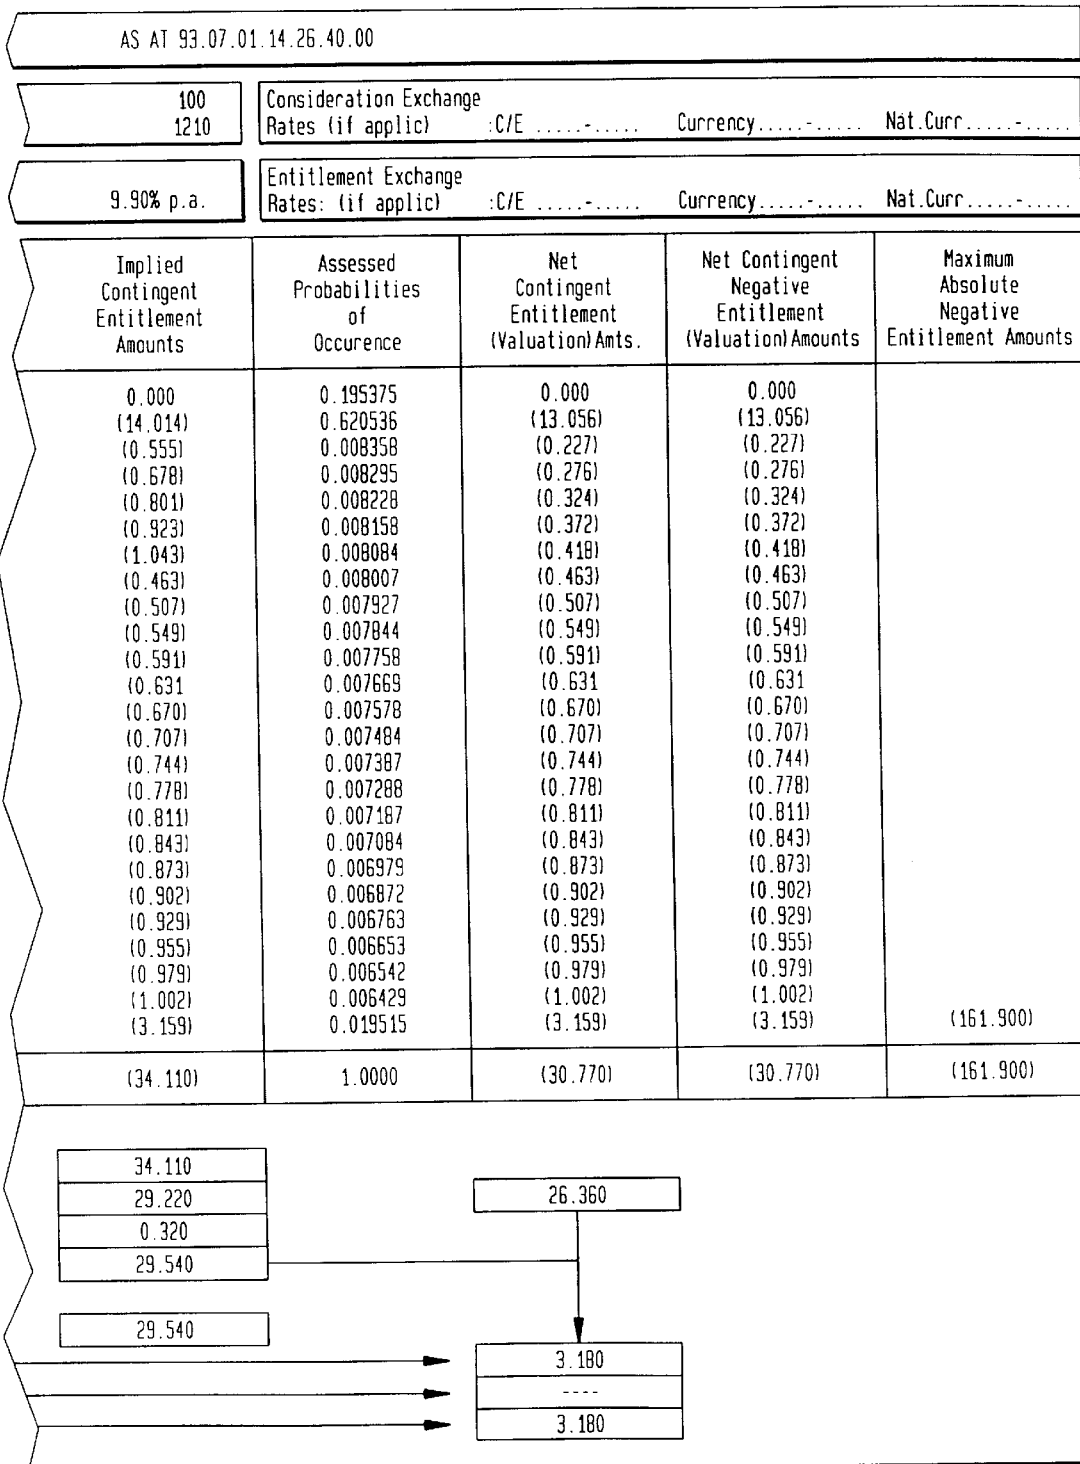 AS AT 93.07.01.14.26.40.00
100
1210
Consideration Exchange
Rates (if applic) :C/E .....-..... Currency.....-..... Nat.Curr.....-.....
9.90% p.a.
Entitlement Exchange
Rates: (if applic) :C/E .....-..... Currency.....-..... Nat.Curr.....-.....
Implied Contingent Entitlement Amounts
Assessed Probabilities of Occurence
Net Contingent Entitlement (Valuation) Amts.
Net Contingent Negative Entitlement (Valuation) Amounts
Maximum Absolute Negative Entitlement Amounts
0.000 0.195375 0.000 0.000
(14.014) 0.620536 (13.056) (13.056)
(0.555) 0.008358 (0.227) (0.227)
(0.678) 0.008295 (0.276) (0.276)
(0.801) 0.008228 (0.324) (0.324)
(0.923) 0.008158 (0.372) (0.372)
(1.043) 0.008084 (0.418) (0.418)
(0.463) 0.008007 (0.463) (0.463)
(0.507) 0.007927 (0.507) (0.507)
(0.549) 0.007844 (0.549) (0.549)
(0.591) 0.007758 (0.591) (0.591)
(0.631 0.007669 (0.631 (0.631
(0.670) 0.007578 (0.670) (0.670)
(0.707) 0.007484 (0.707) (0.707)
(0.744) 0.007387 (0.744) (0.744)
(0.778) 0.007288 (0.778) (0.778)
(0.811) 0.007187 (0.811) (0.811)
(0.843) 0.007084 (0.843) (0.843)
(0.873) 0.006979 (0.873) (0.873)
(0.902) 0.006872 (0.902) (0.902)
(0.929) 0.006763 (0.929) (0.929)
(0.955) 0.006653 (0.955) (0.955)
(0.979) 0.006542 (0.979) (0.979)
(1.002) 0.006429 (1.002) (1.002)
(3.159) 0.019515 (3.159) (3.159) (161.900)
(34.110) 1.0000 (30.770) (30.770) (161.900)
34.110
29.220
0.320
29.540
26.360
29.540
3.180
----
3.180